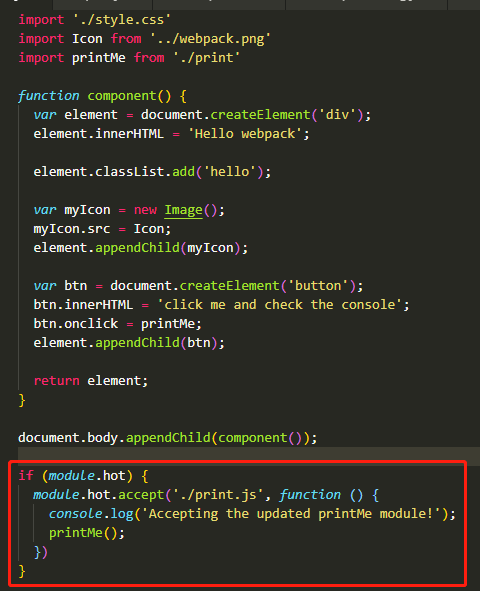 import './style.css'
import Icon from '../webpack.png'
import printMe from './print'
function component() {
  var element = document.createElement('div');
  element.innerHTML = 'Hello webpack';
  element.classList.add('hello');
  var myIcon = new Image();
  myIcon.src = Icon;
  element.appendChild(myIcon);
  var btn = document.createElement('button');
  btn.innerHTML = 'click me and check the console';
  btn.onclick = printMe;
  element.appendChild(btn);
  return element;
}
document.body.appendChild(component());
if (module.hot) {
  module.hot.accept('./print.js', function () {
    console.log('Accepting the updated printMe module!');
    printMe();
  })
}